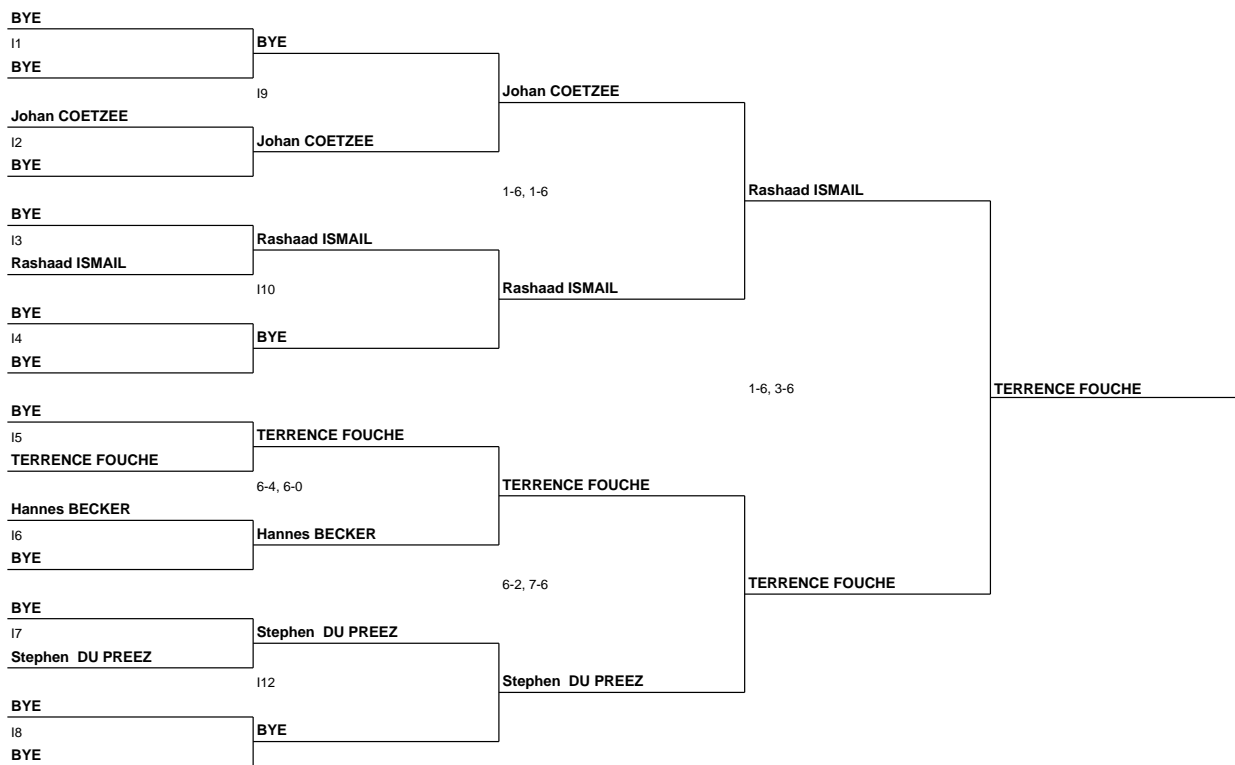 BYE
I1
BYE
BYE
I9
Johan COETZEE
Johan COETZEE
I2
Johan COETZEE
BYE
1-6, 1-6
Rashaad ISMAIL
BYE
I3
Rashaad ISMAIL
Rashaad ISMAIL
I10
Rashaad ISMAIL
BYE
I4
BYE
BYE
1-6, 3-6
TERRENCE FOUCHE
BYE
I5
TERRENCE FOUCHE
TERRENCE FOUCHE
6-4, 6-0
TERRENCE FOUCHE
Hannes BECKER
I6
Hannes BECKER
BYE
6-2, 7-6
TERRENCE FOUCHE
BYE
I7
Stephen DU PREEZ
Stephen DU PREEZ
I12
Stephen DU PREEZ
BYE
I8
BYE
BYE